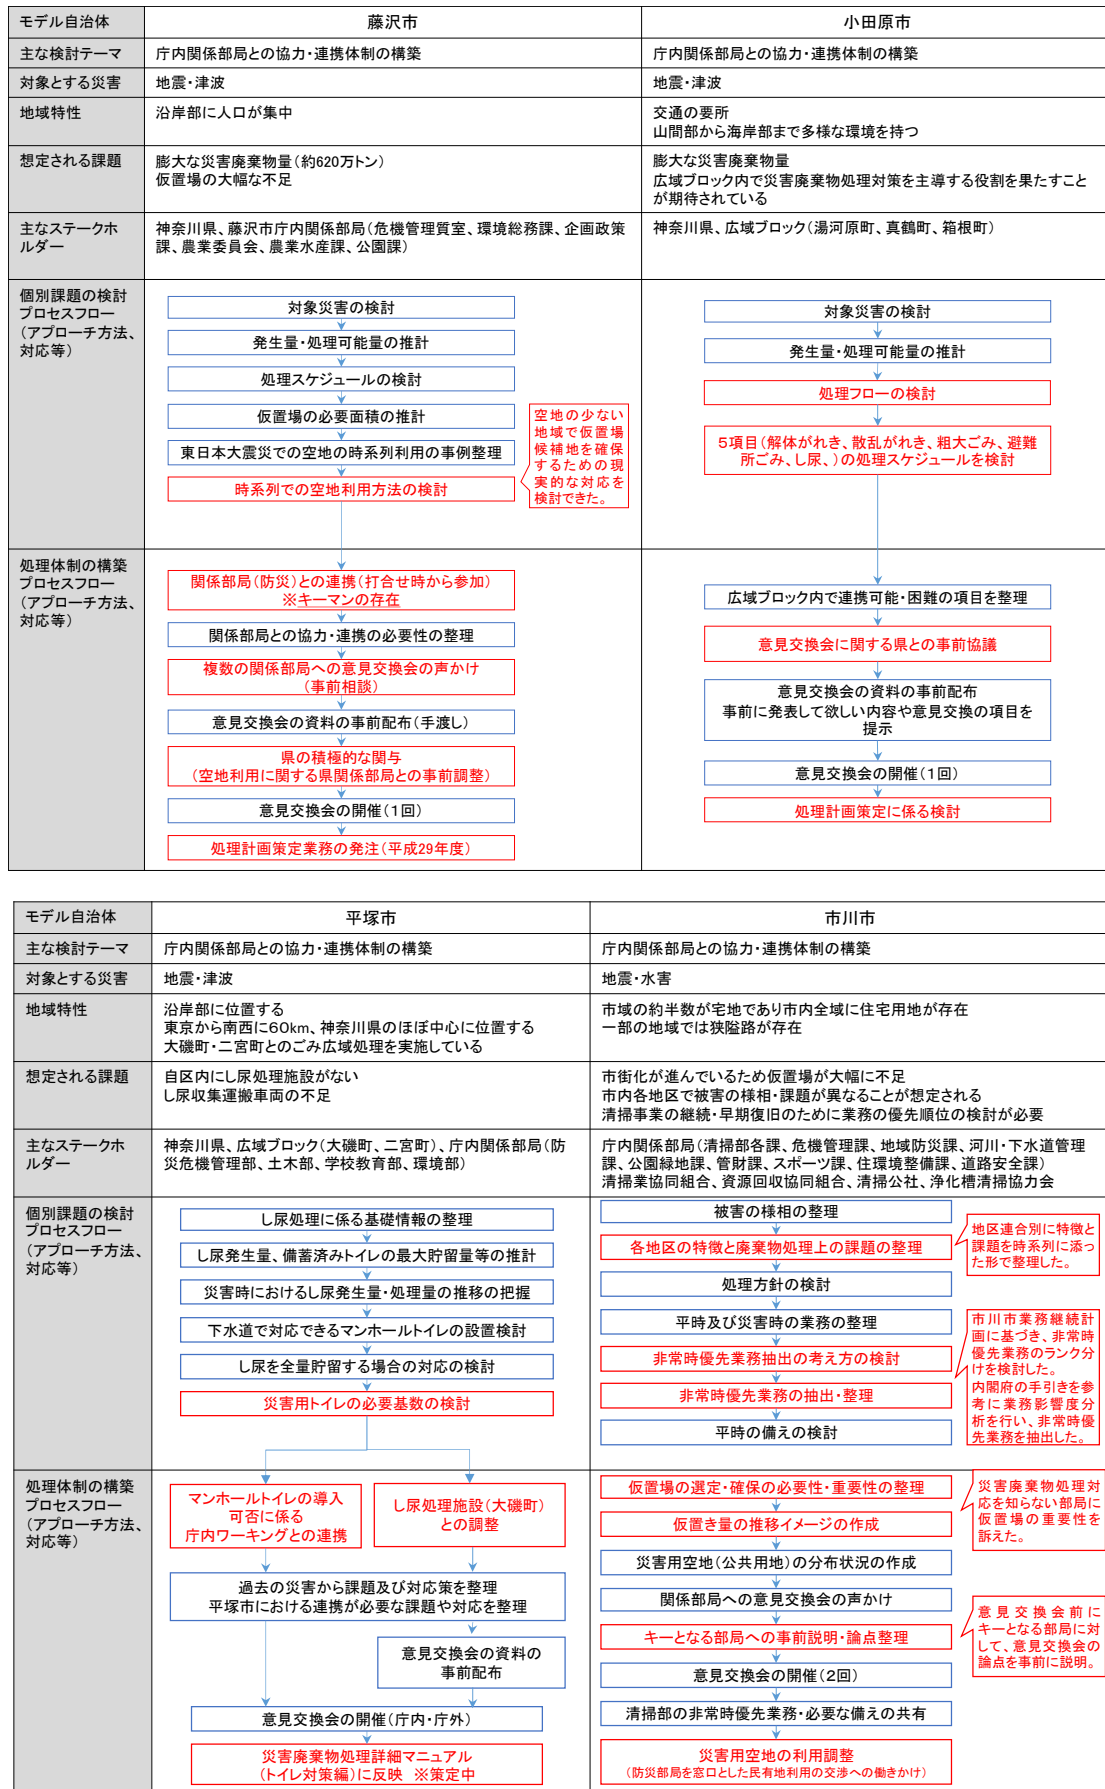 モデル自治体
藤沢市
小田原市
主な検討テーマ
庁内関係部局との協力・連携体制の構築
庁内関係部局との協力・連携体制の構築
対象とする災害
地震・津波
地震・津波
地域特性
沿岸部に人口が集中
交通の要所
山間部から海岸部まで多様な環境を持つ
想定される課題
膨大な災害廃棄物量(約620万トン)
仮置場の大幅な不足
膨大な災害廃棄物量
広域ブロック内で災害廃棄物処理対策を主導する役割を果たすこと
が期待されている
主なステークホ
ルダー
神奈川県、藤沢市庁内関係部局(危機管理質室、環境総務課、企画政策
課、農業委員会、農業水産課、公園課)
神奈川県、広域ブロック(湯河原町、真鶴町、箱根町)
個別課題の検討
プロセスフロー
(アプローチ方法、
対応等)
対象災害の検討
発生量・処理可能量の推計
処理スケジュールの検討
仮置場の必要面積の推計
東日本大震災での空地の時系列利用の事例整理
時系列での空地利用方法の検討
空地の少ない
地域で仮置場
候補地を確保
するための現
実的な対応を
検討できた。
対象災害の検討
発生量・処理可能量の推計
処理フローの検討
5項目(解体がれき、散乱がれき、粗大ごみ、避難
所ごみ、し尿、)の処理スケジュールを検討
処理体制の構築
プロセスフロー
(アプローチ方法、
対応等)
関係部局(防災)との連携(打合せ時から参加)
※キーマンの存在
関係部局との協力・連携の必要性の整理
複数の関係部局への意見交換会の声かけ
(事前相談)
意見交換会の資料の事前配布(手渡し)
県の積極的な関与
(空地利用に関する県関係部局との事前調整)
意見交換会の開催(1回)
処理計画策定業務の発注(平成29年度)
広域ブロック内で連携可能・困難の項目を整理
意見交換会に関する県との事前協議
意見交換会の資料の事前配布
事前に発表して欲しい内容や意見交換の項目を
提示
意見交換会の開催(1回)
処理計画策定に係る検討
モデル自治体
平塚市
市川市
主な検討テーマ
庁内関係部局との協力・連携体制の構築
庁内関係部局との協力・連携体制の構築
対象とする災害
地震・津波
地震・水害
地域特性
沿岸部に位置する
東京から南西に60km、神奈川県のほぼ中心に位置する
大磯町・二宮町とのごみ広域処理を実施している
市域の約半数が宅地であり市内全域に住宅用地が存在
一部の地域では狭隘路が存在
想定される課題
自区内にし尿処理施設がない
し尿収集運搬車両の不足
市街化が進んでいるため仮置場が大幅に不足
市内各地区で被害の様相・課題が異なることが想定される
清掃事業の継続・早期復旧のために業務の優先順位の検討が必要
主なステークホ
ルダー
神奈川県、広域ブロック(大磯町、二宮町)、庁内関係部局(防
災危機管理部、土木部、学校教育部、環境部)
庁内関係部局(清掃部各課、危機管理課、地域防災課、河川・下水道管理
課、公園緑地課、管財課、スポーツ課、住環境整備課、道路安全課)
清掃業協同組合、資源回収協同組合、清掃公社、浄化槽清掃協力会
個別課題の検討
プロセスフロー
(アプローチ方法、
対応等)
し尿処理に係る基礎情報の整理
し尿発生量、備蓄済みトイレの最大貯留量等の推計
災害時におけるし尿発生量・処理量の推移の把握
下水道で対応できるマンホールトイレの設置検討
し尿を全量貯留する場合の対応の検討
災害用トイレの必要基数の検討
被害の様相の整理
各地区の特徴と廃棄物処理上の課題の整理
処理方針の検討
平時及び災害時の業務の整理
非常時優先業務抽出の考え方の検討
非常時優先業務の抽出・整理
平時の備えの検討
地区連合別に特徴と
課題を時系列に添っ
た形で整理した。
市川市業務継続計
画に基づき、非常時
優先業務のランク分
けを検討した。
内閣府の手引きを参
考に業務影響度分
析を行い、非常時優
先業務を抽出した。
処理体制の構築
プロセスフロー
(アプローチ方法、
対応等)
マンホールトイレの導入
可否に係る
庁内ワーキングとの連携
し尿処理施設(大磯町)
との調整
過去の災害から課題及び対応策を整理
平塚市における連携が必要な課題や対応を整理
意見交換会の資料の
事前配布
意見交換会の開催(庁内・庁外)
災害廃棄物処理詳細マニュアル
(トイレ対策編)に反映 ※策定中
仮置場の選定・確保の必要性・重要性の整理
仮置き量の推移イメージの作成
災害用空地(公共用地)の分布状況の作成
関係部局への意見交換会の声かけ
キーとなる部局への事前説明・論点整理
意見交換会の開催(2回)
清掃部の非常時優先業務・必要な備えの共有
災害用空地の利用調整
(防災部局を窓口とした民有地利用の交渉への働きかけ)
災害廃棄物処理対
応を知らない部局に
仮置場の重要性を
訴えた。
意見交換会前に
キーとなる部局に対
して、意見交換会の
論点を事前に説明。